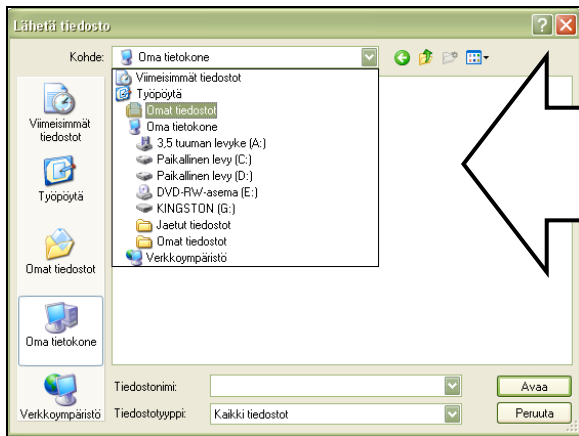 Lähetä tiedosto
Kohde:
Oma tietokone
Viimeisimmät tiedostot
Työpöytä
Omat tiedostot
Oma tietokone
3,5 tuuman levyke (A:)
Paikallinen levy (C:)
Paikallinen levy (D:)
DVD-RW-asema (E:)
KINGSTON (G:)
Jaetut tiedostot
Omat tiedostot
Verkkoympäristö
Viimeisimmät
tiedostot
Työpöytä
Omat tiedostot
Oma tietokone
Verkkoympäristö
Tiedostonimi:
Avaa
Tiedostotyyppi:
Kaikki tiedostot
Peruuta